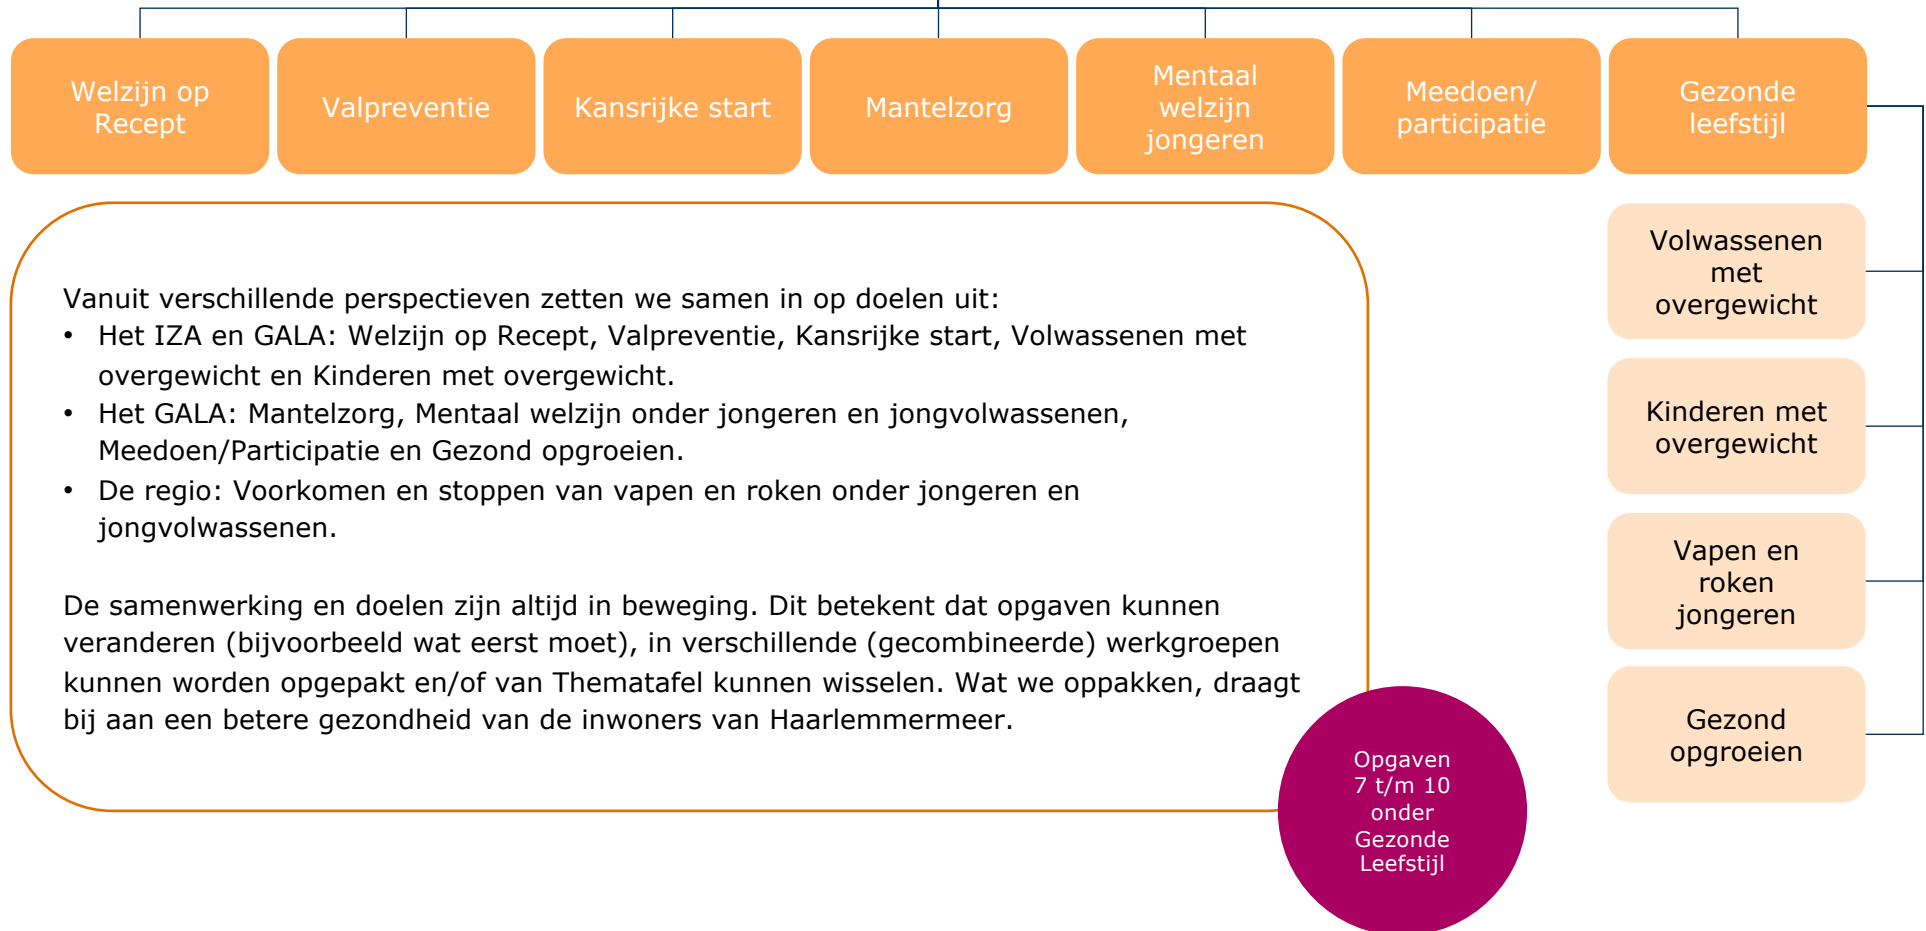 Welzijn op
Recept
Valpreventie
Kansrijke start
Mantelzorg
Mentaal
welzijn
jongeren
Meedoen/
participatie
Gezonde
leefstijl
Vanuit verschillende perspectieven zetten we samen in op doelen uit:
• Het IZA en GALA: Welzijn op Recept, Valpreventie, Kansrijke start, Volwassenen met
overgewicht en Kinderen met overgewicht.
• Het GALA: Mantelzorg, Mentaal welzijn onder jongeren en jongvolwassenen,
Meedoen/Participatie en Gezond opgroeien.
• De regio: Voorkomen en stoppen van vapen en roken onder jongeren en
jongvolwassenen.
De samenwerking en doelen zijn altijd in beweging. Dit betekent dat opgaven kunnen
veranderen (bijvoorbeeld wat eerst moet), in verschillende (gecombineerde) werkgroepen
kunnen worden opgepakt en/of van Thematafel kunnen wisselen. Wat we oppakken, draagt
bij aan een betere gezondheid van de inwoners van Haarlemmermeer.
Volwassenen
met
overgewicht
Kinderen met
overgewicht
Vapen en
roken
jongeren
Gezond
opgroeien
Opgaven
7 t/m 10
onder
Gezonde
Leefstijl